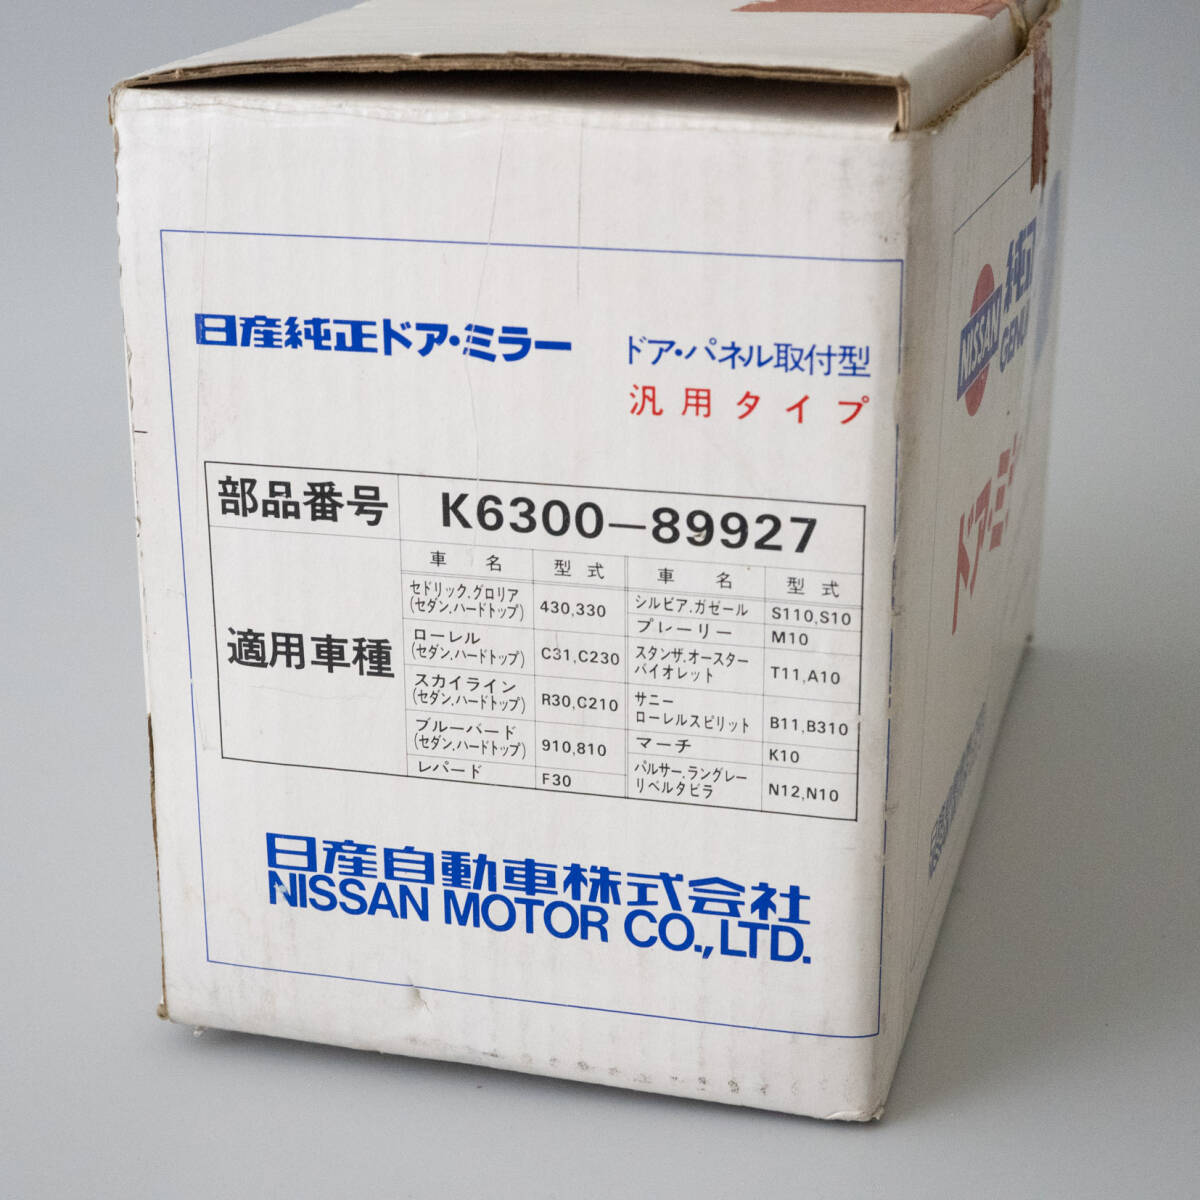 日産純正ドア・ミラー
ドア・パネル取付型
汎用タイプ
部品番号 K6300-89927
適用車種
車名 型式 車名 型式
セドリック.グロリア
(セダン.ハードトップ) 430,330
ローレル
(セダン.ハードトップ) C31,C230
スカイライン
(セダン.ハードトップ) R30,C210
ブルーバード
(セダン.ハードトップ) 910,810
レパード F30
シルビア.ガゼール S110,S10
プレーリー M10
スタンザ.オースター
バイオレット T11,A10
サニー
ローレルスピリット B11,B310
マーチ K10
パルサー.ラングレー
リベルタビラ N12,N10
日産自動車株式会社
NISSAN MOTOR CO.,LTD.
NISSAN
純正
ドア・ミ